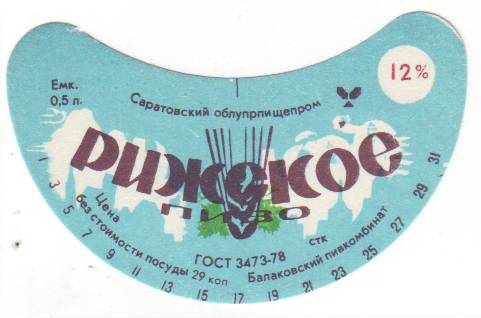 Емк.
0,5 л.
12%
Саратовский облупрпищепром
РИЖСКОЕ
ПИВО
Цена
без стоимости посуды 29 коп
ГОСТ 3473-78
СТК
Балаковский пивкомбинат
1 3 5 7 9 11 13 15 17 19 21 23 25 27 29 31